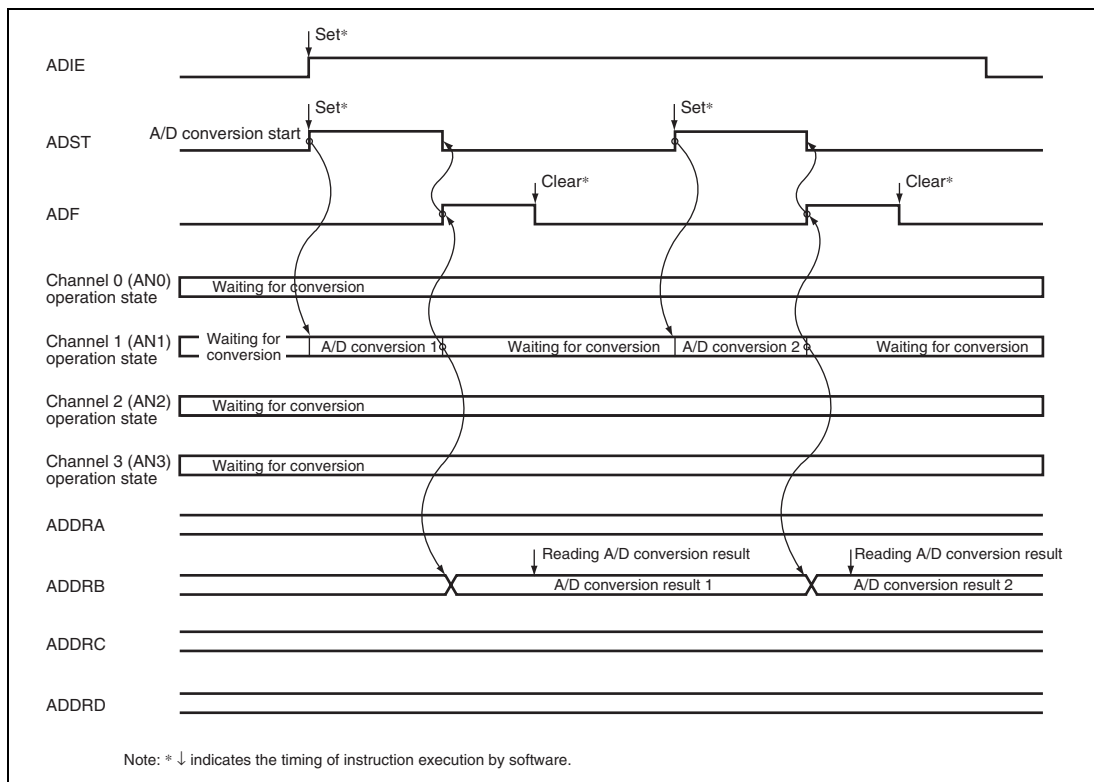 Set*
ADIE
Set*
A/D conversion start
ADST
Clear*
Clear*
ADF
Channel 0 (AN0)
operation state
Waiting for conversion
Channel 1 (AN1)
operation state
Waiting for
conversion
A/D conversion 1
Waiting for conversion
A/D conversion 2
Waiting for conversion
Channel 2 (AN2)
operation state
Waiting for conversion
Channel 3 (AN3)
operation state
Waiting for conversion
ADDRA
Reading A/D conversion result
Reading A/D conversion result
ADDRB
A/D conversion result 1
A/D conversion result 2
ADDRC
ADDRD
Note: * ↓ indicates the timing of instruction execution by software.
Set*